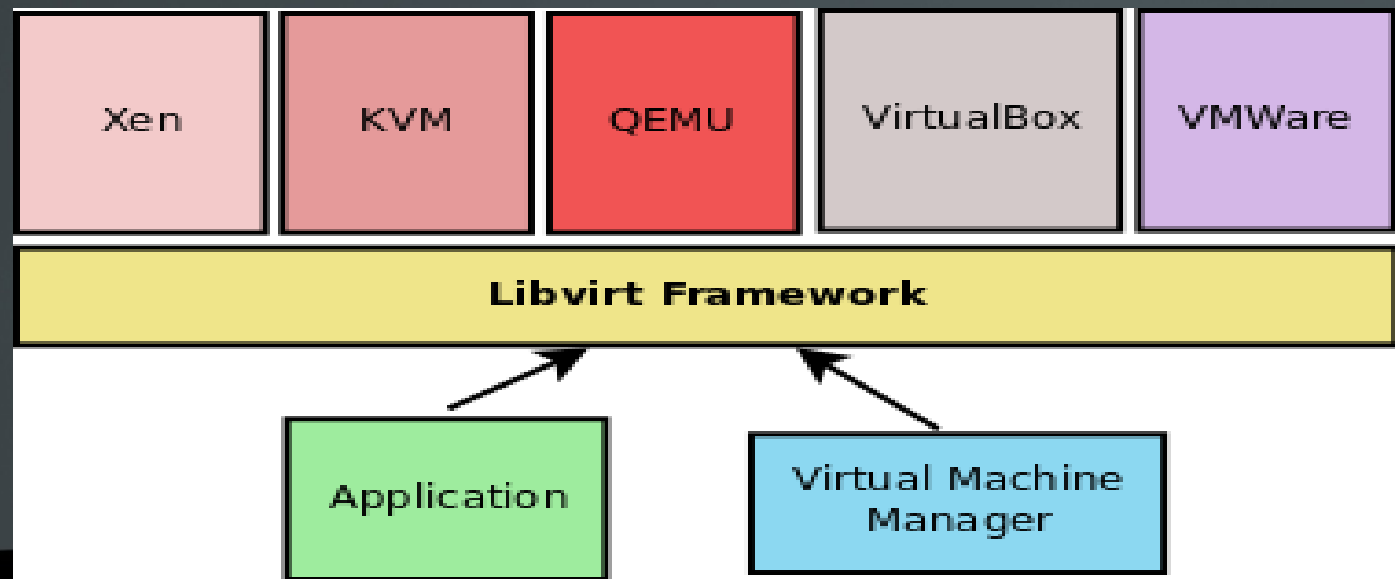 Xen
KVM
QEMU
VirtualBox
VMWare
Libvirt Framework
Application
Virtual Machine
Manager